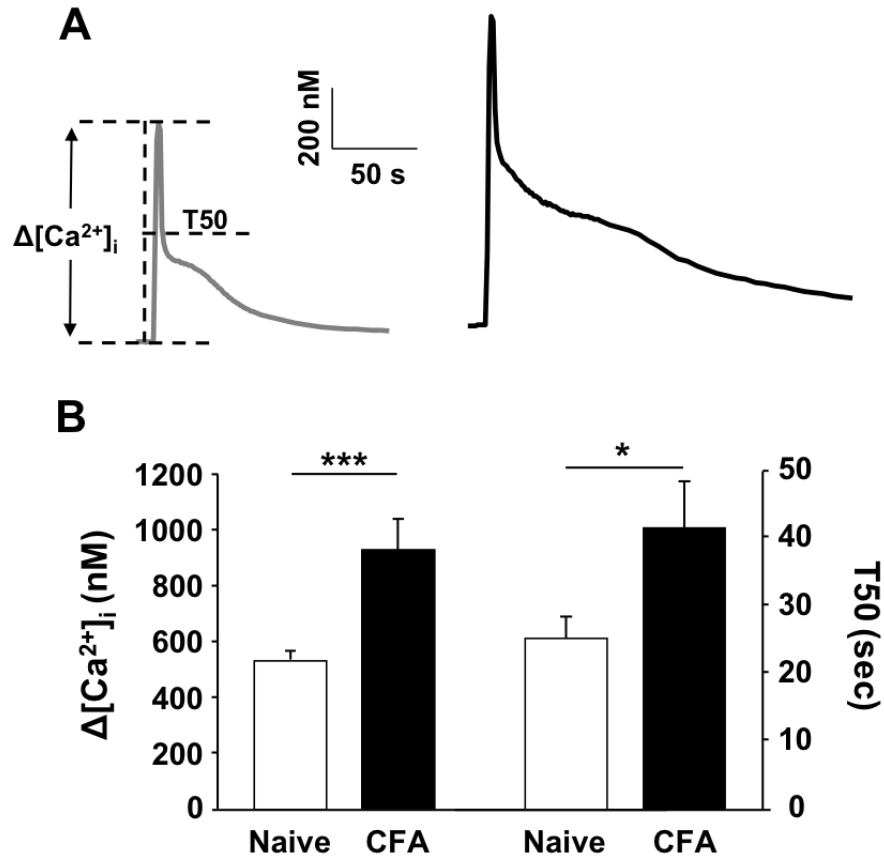 A
200 nM
50 s
T50
Δ[Ca²⁺]ᵢ
B
*** *
1200 50
1000 40
800 30
600 20
400 10
200 0
0
Δ[Ca²⁺]ᵢ (nM)
T50 (sec)
Naive CFA Naive CFA